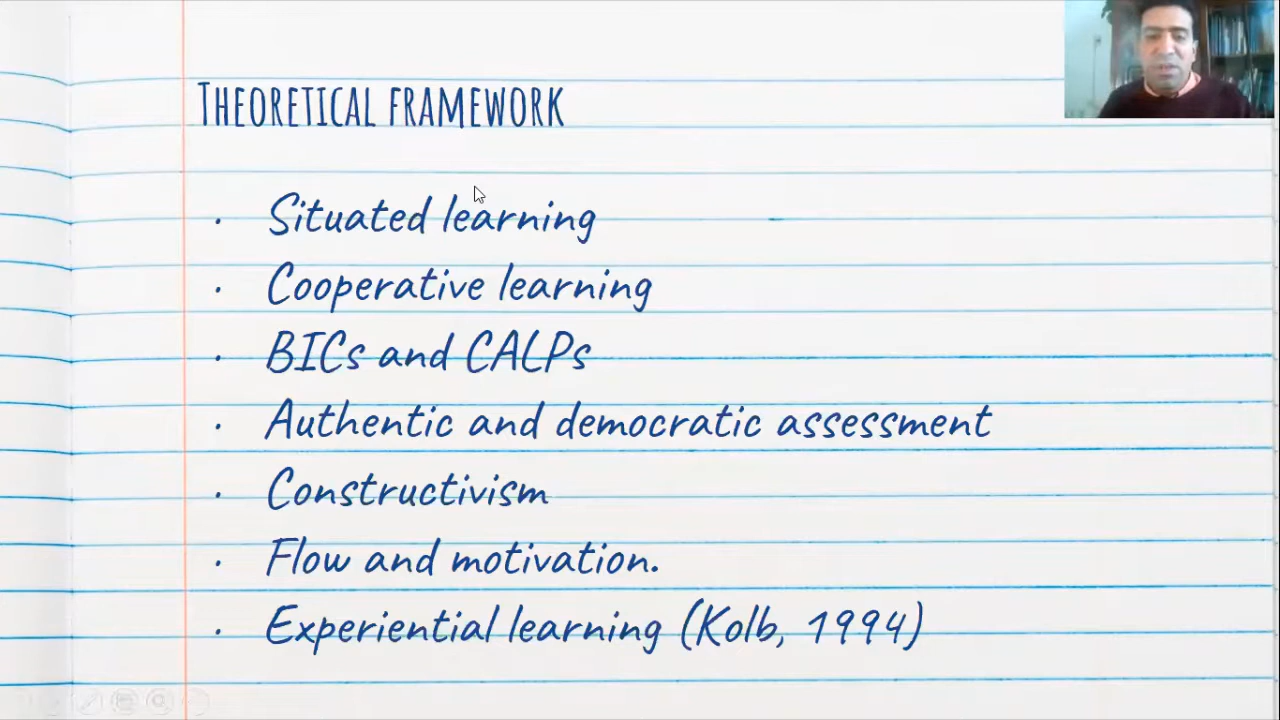 Theoretical framework
· Situated learning
· Cooperative learning
· BICs and CALPs
· Authentic and democratic assessment
· Constructivism
· Flow and motivation.
· Experiential learning (Kolb, 1994)